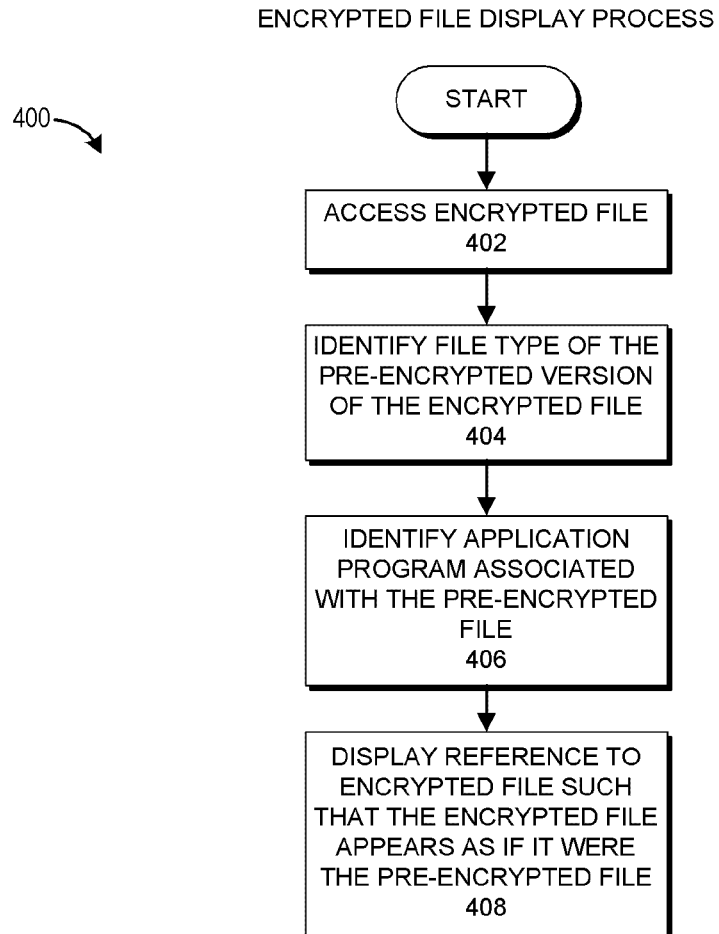 ENCRYPTED FILE DISPLAY PROCESS
START
400
ACCESS ENCRYPTED FILE
402
IDENTIFY FILE TYPE OF THE
PRE-ENCRYPTED VERSION
OF THE ENCRYPTED FILE
404
IDENTIFY APPLICATION
PROGRAM ASSOCIATED
WITH THE PRE-ENCRYPTED
FILE
406
DISPLAY REFERENCE TO
ENCRYPTED FILE SUCH
THAT THE ENCRYPTED FILE
APPEARS AS IF IT WERE
THE PRE-ENCRYPTED FILE
408